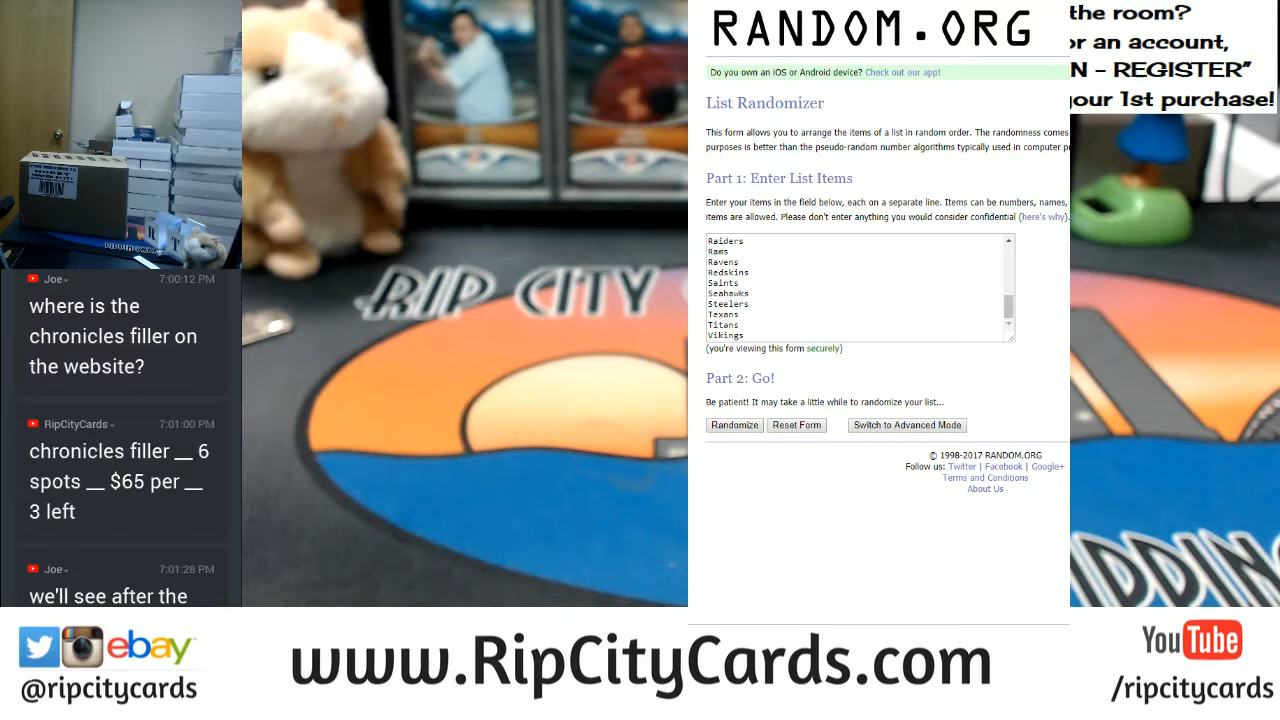 Joe 7:00:12 PM
where is the
chronicles filler on
the website?
RipCityCards 7:01:00 PM
chronicles filler __ 6
spots __ $65 per __
3 left
Joe 7:01:28 PM
we'll see after the
RIP CITY
RANDOM.ORG
Do you own an iOS or Android device? Check out our app!
List Randomizer
This form allows you to arrange the items of a list in random order. The randomness comes
purposes is better than the pseudo-random number algorithms typically used in computer
Part 1: Enter List Items
Enter your items in the field below, each on a separate line. Items can be numbers, names,
items are allowed. Please don't enter anything you would consider confidential (here's why).
Raiders
Rams
Ravens
Redskins
Saints
Seahawks
Steelers
Texans
Titans
Vikings
(you're viewing this form securely)
Part 2: Go!
Be patient! It may take a little while to randomize your list...
Randomize Reset Form Switch to Advanced Mode
© 1998-2017 RANDOM.ORG
Follow us: Twitter | Facebook | Google+
Terms and Conditions
About Us
the room?
or an account,
N - REGISTER"
your 1st purchase!
ebay
@ripcitycards
www.RipCityCards.com
YouTube
/ripcitycards